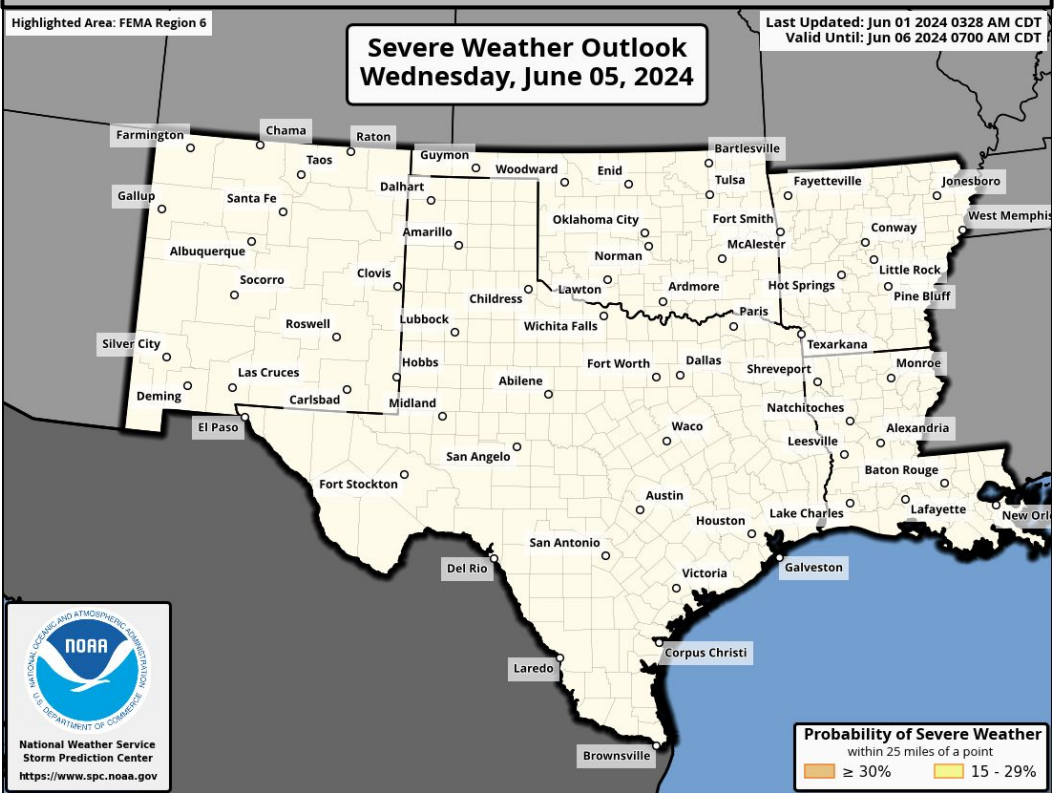 Highlighted Area: FEMA Region 6
Last Updated: Jun 01 2024 0328 AM CDT
Valid Until: Jun 06 2024 0700 AM CDT
Severe Weather Outlook
Wednesday, June 05, 2024
Farmington
Chama
Raton
Taos
Guymon
Woodward
Enid
Bartlesville
Tulsa
Fayetteville
Jonesboro
Gallup
Santa Fe
Dalhart
Oklahoma City
Fort Smith
West Memphis
Albuquerque
Amarillo
Norman
McAlester
Conway
Socorro
Clovis
Childress
Lawton
Ardmore
Hot Springs
Little Rock
Pine Bluff
Roswell
Lubbock
Wichita Falls
Paris
Texarkana
Silver City
Las Cruces
Hobbs
Fort Worth
Dallas
Shreveport
Monroe
Deming
Carlsbad
Midland
Abilene
Natchitoches
El Paso
Waco
Leesville
Alexandria
San Angelo
Fort Stockton
Baton Rouge
Austin
Houston
Lake Charles
Lafayette
New Orl
San Antonio
Del Rio
Galveston
Victoria
Laredo
Corpus Christi
Brownsville
NATIONAL OCEANIC AND ATMOSPHERIC ADMINISTRATION
NOAA
U.S. DEPARTMENT OF COMMERCE
National Weather Service
Storm Prediction Center
https://www.spc.noaa.gov
Probability of Severe Weather
within 25 miles of a point
≥ 30%
15 - 29%